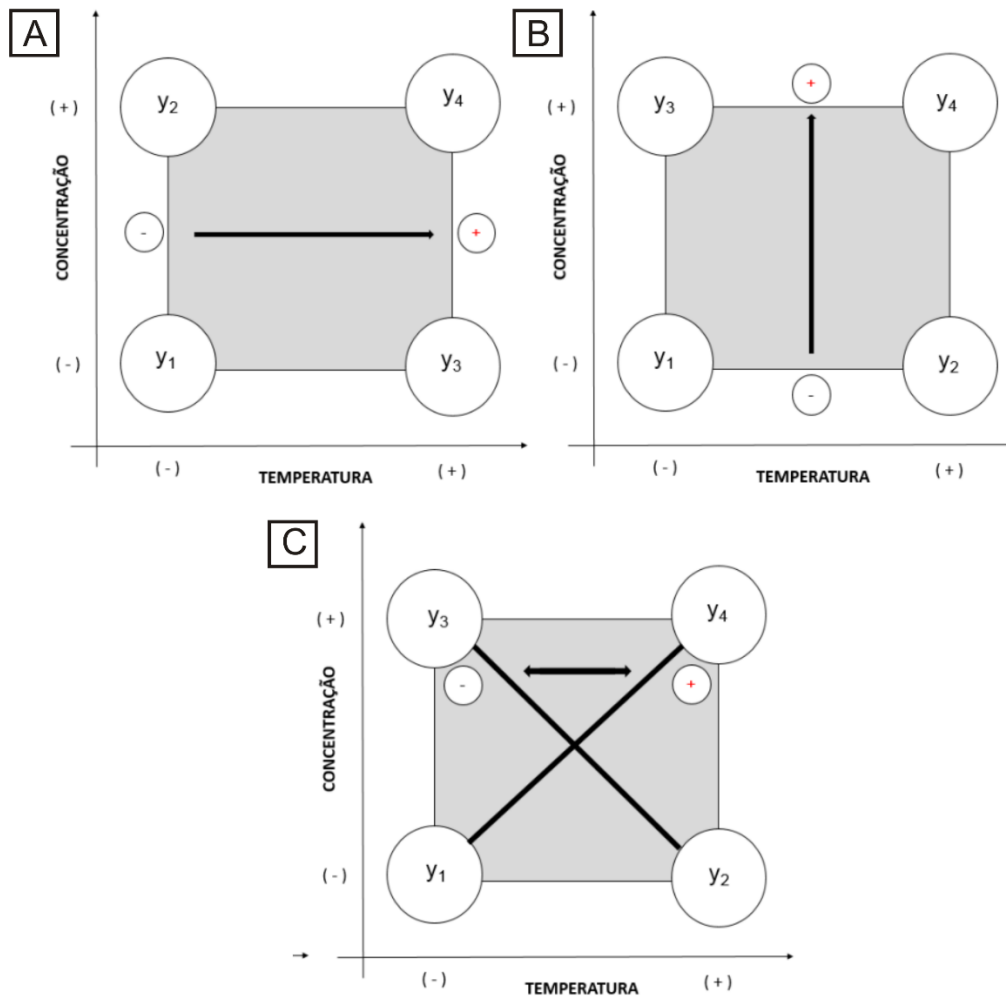 A
B
y2 y4
(+)
CONCENTRAÇÃO
- +
y1 y3
(-)
(-) TEMPERATURA (+)
+
y3 y4
(+)
CONCENTRAÇÃO
y1 y2
(-)
-
(-) TEMPERATURA (+)
C
y3 y4
(+)
- +
CONCENTRAÇÃO
y1 y2
(-)
(-) TEMPERATURA (+)